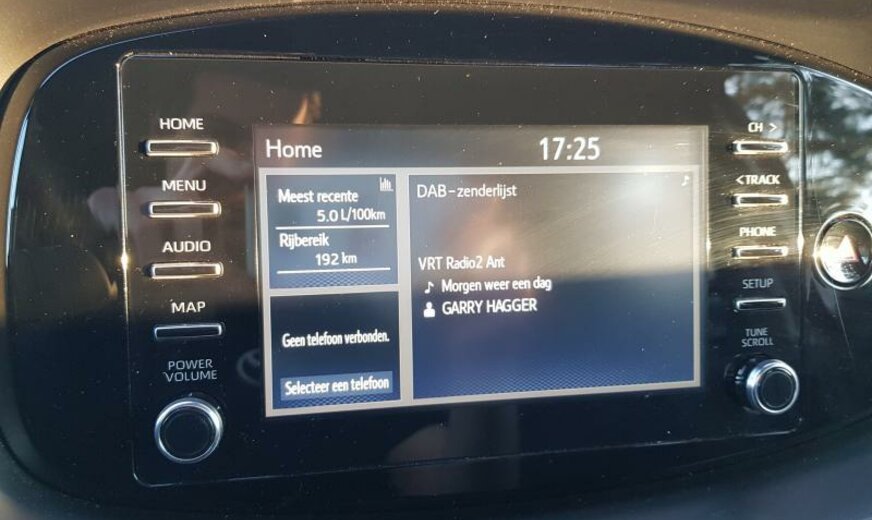 HOME
MENU
AUDIO
MAP
POWER
VOLUME
Home
17:25
Meest recente
5.0 L/100km
Rijbereik
192 km
Geen telefoon verbonden.
Selecteer een telefoon
DAB-zenderlijst
VRT Radio2 Ant
Morgen weer een dag
GARRY HAGGER
CH >
<TRACK
PHONE
SETUP
TUNE
SCROLL